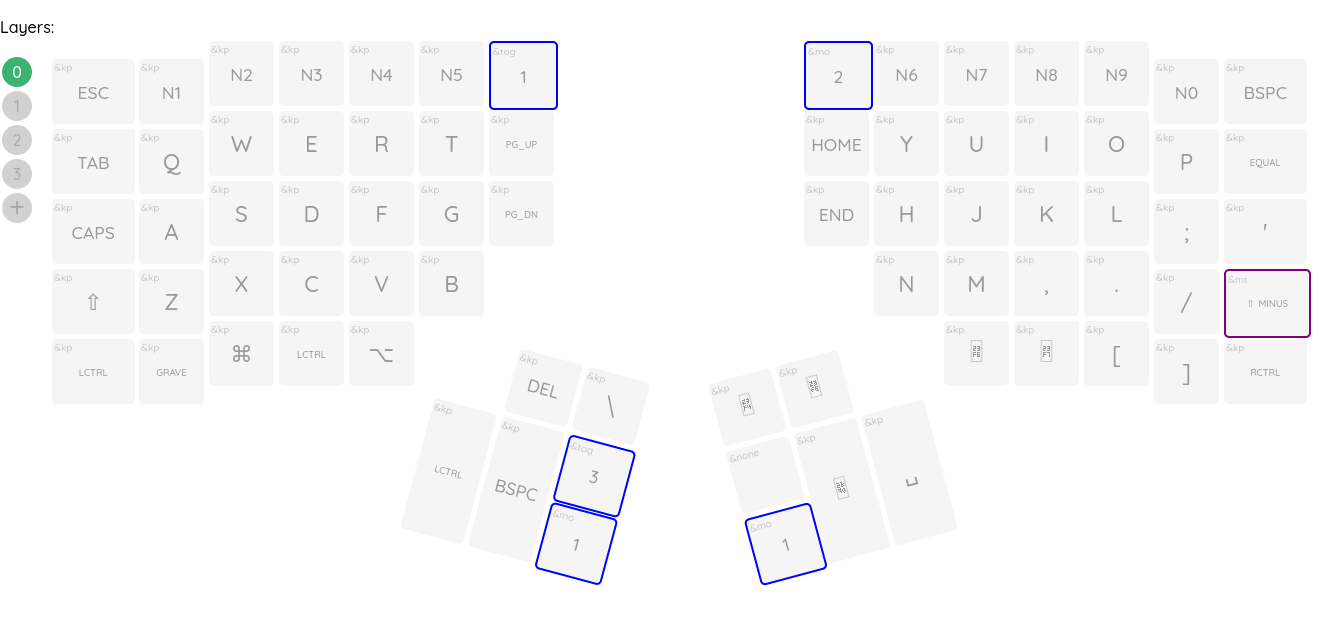 Layers:
0
1
2
3
+
&kp ESC
&kp N1
&kp N2
&kp N3
&kp N4
&kp N5
&tog 1
&mo 2
&kp N6
&kp N7
&kp N8
&kp N9
&kp N0
&kp BSPC
&kp TAB
&kp Q
&kp W
&kp E
&kp R
&kp T
&kp PG_UP
&kp HOME
&kp Y
&kp U
&kp I
&kp O
&kp P
&kp EQUAL
&kp CAPS
&kp A
&kp S
&kp D
&kp F
&kp G
&kp PG_DN
&kp END
&kp H
&kp J
&kp K
&kp L
&kp ;
&kp '
&kp ⇧
&kp Z
&kp X
&kp C
&kp V
&kp B
&kp N
&kp M
&kp ,
&kp .
&kp /
&mt ⇧ MINUS
&kp LCTRL
&kp GRAVE
&kp ⌘
&kp LCTRL
&kp ⌥
&kp
&kp
&kp [
&kp ]
&kp RCTRL
&kp DEL
&kp \
&kp
&kp
&kp LCTRL
&kp BSPC
&tog 3
&none
&kp
&kp ⎵
&mo 1
&mo 1